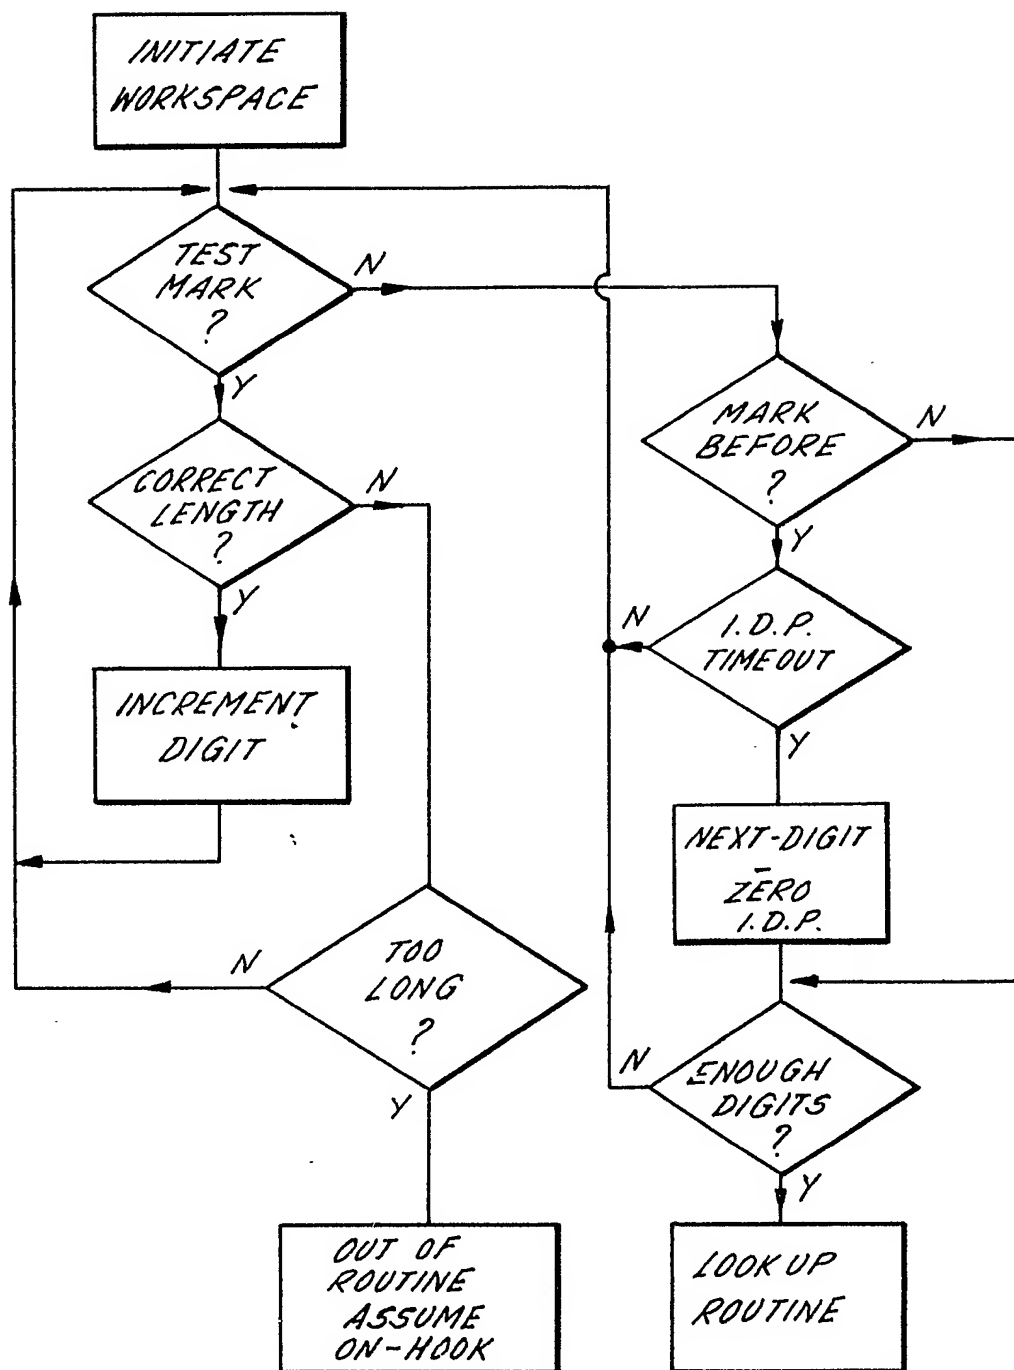 INITIATE
WORKSPACE
TEST
MARK
?
N
Y
MARK
BEFORE
?
N
Y
CORRECT
LENGTH
?
N
Y
I.D.P.
TIMEOUT
N
Y
INCREMENT
DIGIT
NEXT-DIGIT
ZERO
I.D.P.
TOO
LONG
?
N
Y
ENOUGH
DIGITS
?
N
Y
OUT OF
ROUTINE
ASSUME
ON-HOOK
LOOK UP
ROUTINE